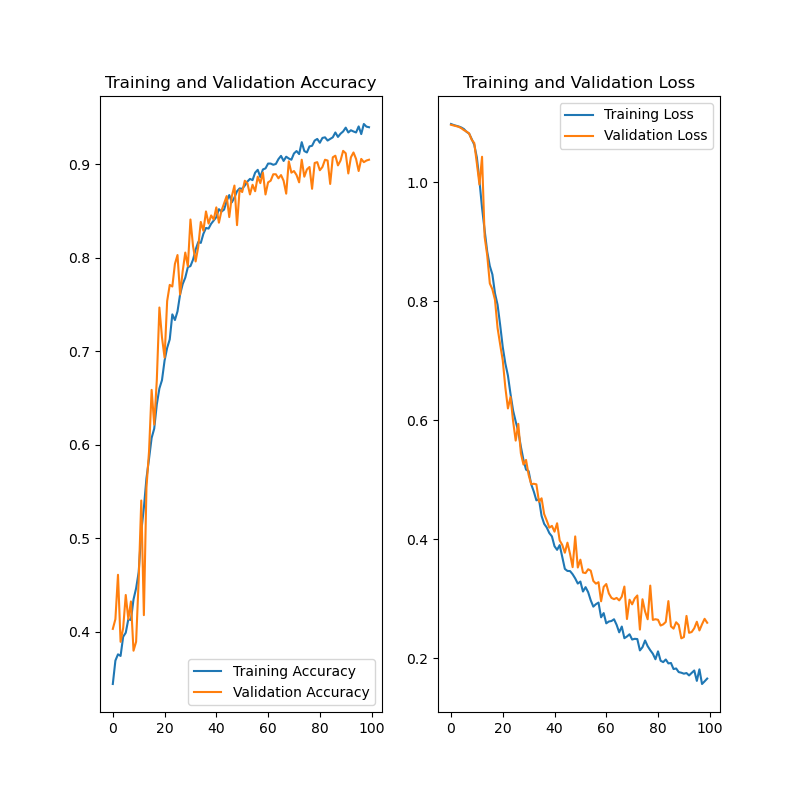 Training and Validation Accuracy
0.9
0.8
0.7
0.6
0.5
0.4
Training Accuracy
Validation Accuracy
0 20 40 60 80 100
Training and Validation Loss
Training Loss
Validation Loss
1.0
0.8
0.6
0.4
0.2
0 20 40 60 80 100